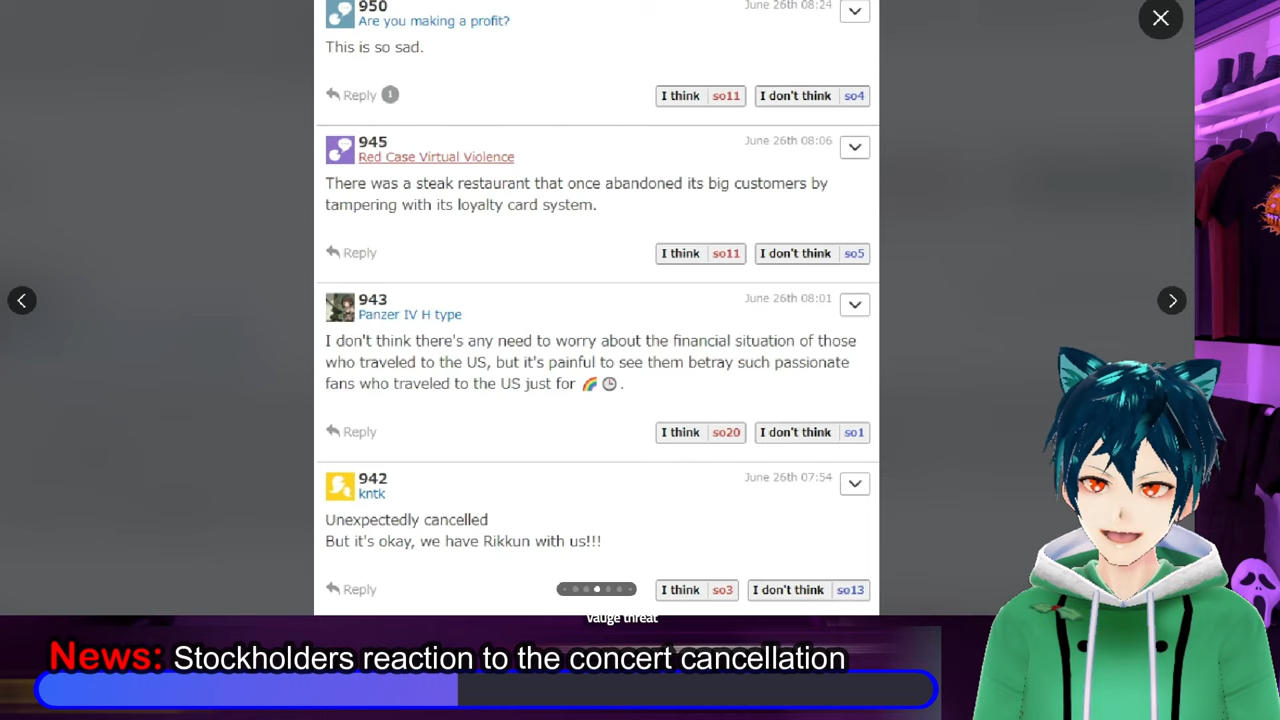 950
June 26th 08:24
Are you making a profit?
This is so sad.
Reply 1
I think so11
I don't think so4
945
June 26th 08:06
Red Case Virtual Violence
There was a steak restaurant that once abandoned its big customers by
tampering with its loyalty card system.
Reply
I think so11
I don't think so5
943
June 26th 08:01
Panzer IV H type
I don't think there's any need to worry about the financial situation of those
who traveled to the US, but it's painful to see them betray such passionate
fans who traveled to the US just for 🌈 🕒 .
Reply
I think so20
I don't think so1
942
June 26th 07:54
kntk
Unexpectedly cancelled
But it's okay, we have Rikkun with us!!!
Reply
I think so3
I don't think so13
Vauge threat
News: Stockholders reaction to the concert cancellation